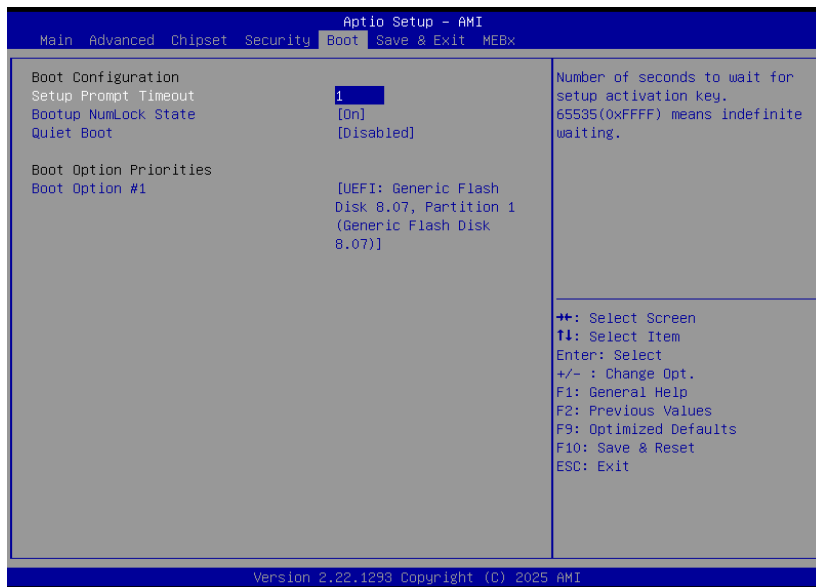 Aptio Setup - AMI
Main Advanced Chipset Security Boot Save & Exit MEBx
Boot Configuration
Setup Prompt Timeout 1
Bootup NumLock State [On]
Quiet Boot [Disabled]
Boot Option Priorities
Boot Option #1 [UEFI: Generic Flash
Disk 8.07, Partition 1
(Generic Flash Disk
8.07)]
Number of seconds to wait for
setup activation key.
65535(0xFFFF) means indefinite
waiting.
→←: Select Screen
↑↓: Select Item
Enter: Select
+/- : Change Opt.
F1: General Help
F2: Previous Values
F9: Optimized Defaults
F10: Save & Reset
ESC: Exit
Version 2.22.1293 Copyright (C) 2025 AMI